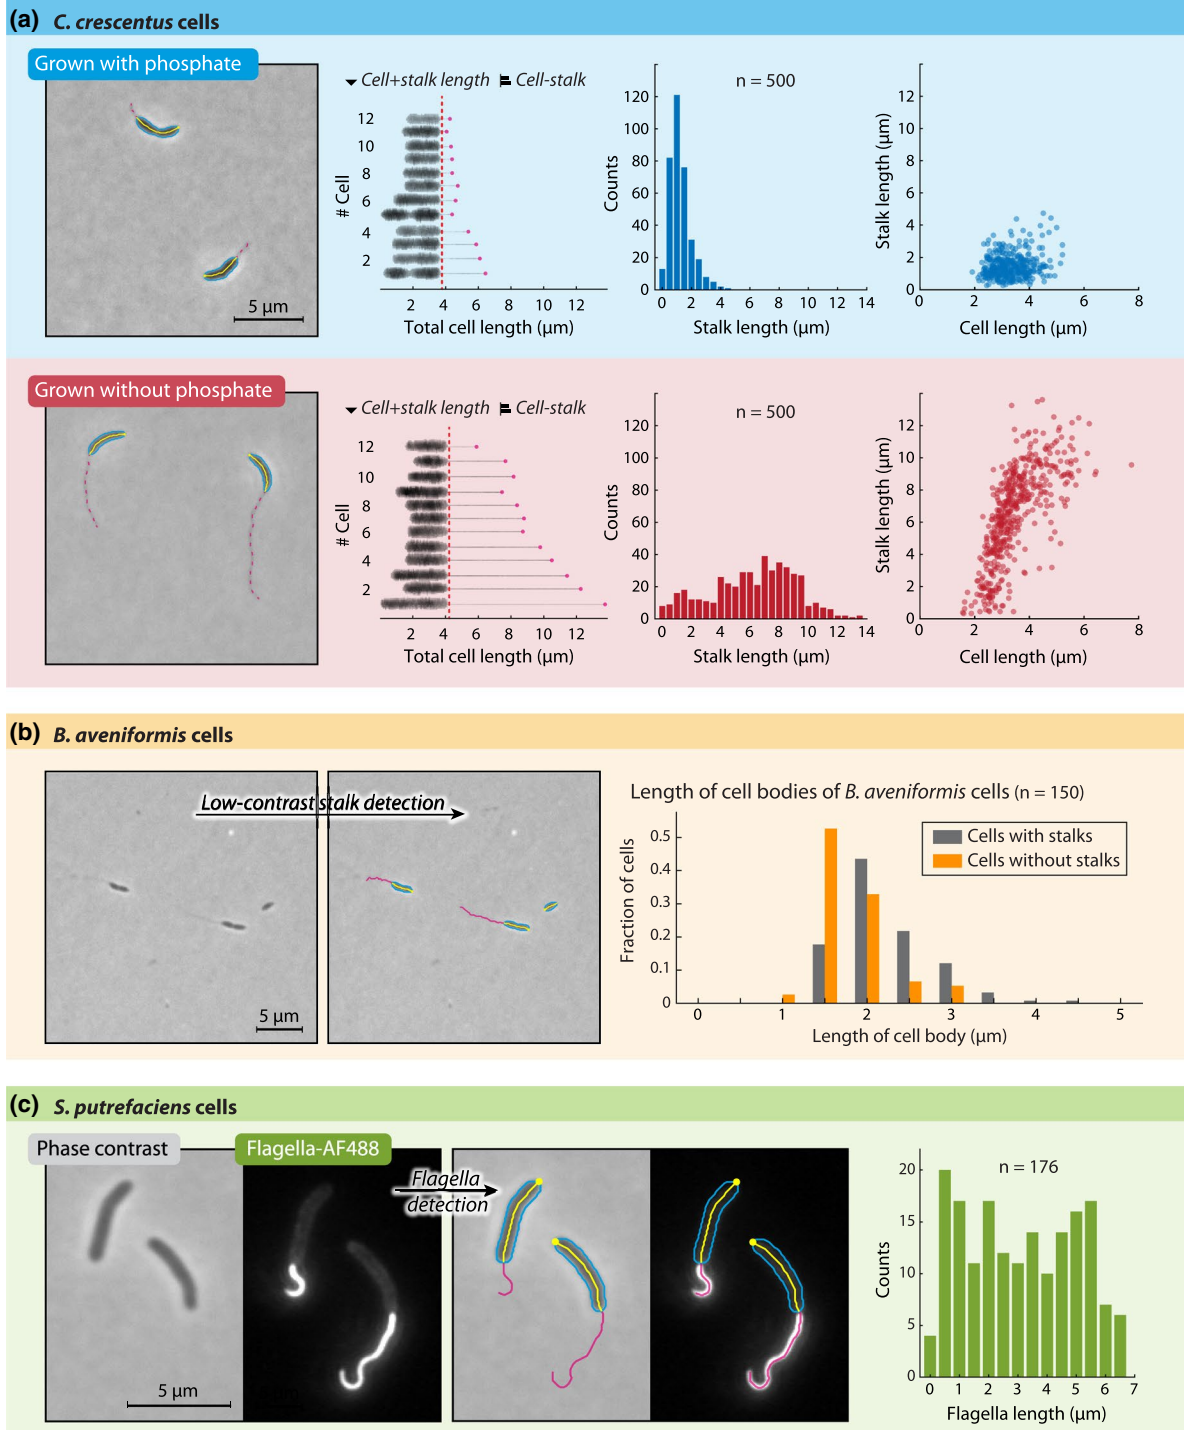 (a) C. crescentus cells
Grown with phosphate
5 µm
Cell+stalk length Cell-stalk
# Cell
12
10
8
6
4
2
2 4 6 8 10 12
Total cell length (µm)
n = 500
Counts
120
100
80
60
40
20
0
0 2 4 6 8 10 12 14
Stalk length (µm)
Stalk length (µm)
12
10
8
6
4
2
0
0 2 4 6 8
Cell length (µm)
Grown without phosphate
Cell+stalk length Cell-stalk
# Cell
12
10
8
6
4
2
2 4 6 8 10 12
Total cell length (µm)
n = 500
Counts
120
100
80
60
40
20
0
0 2 4 6 8 10 12 14
Stalk length (µm)
Stalk length (µm)
12
10
8
6
4
2
0
0 2 4 6 8
Cell length (µm)
(b) B. aveniformis cells
Low-contrast stalk detection
5 µm
Length of cell bodies of B. aveniformis cells (n = 150)
Cells with stalks
Cells without stalks
Fraction of cells
0.5
0.4
0.3
0.2
0.1
0
0 1 2 3 4 5
Length of cell body (µm)
(c) S. putrefaciens cells
Phase contrast
Flagella-AF488
Flagella
detection
5 µm
n = 176
Counts
20
15
10
5
0
0 1 2 3 4 5 6 7
Flagella length (µm)